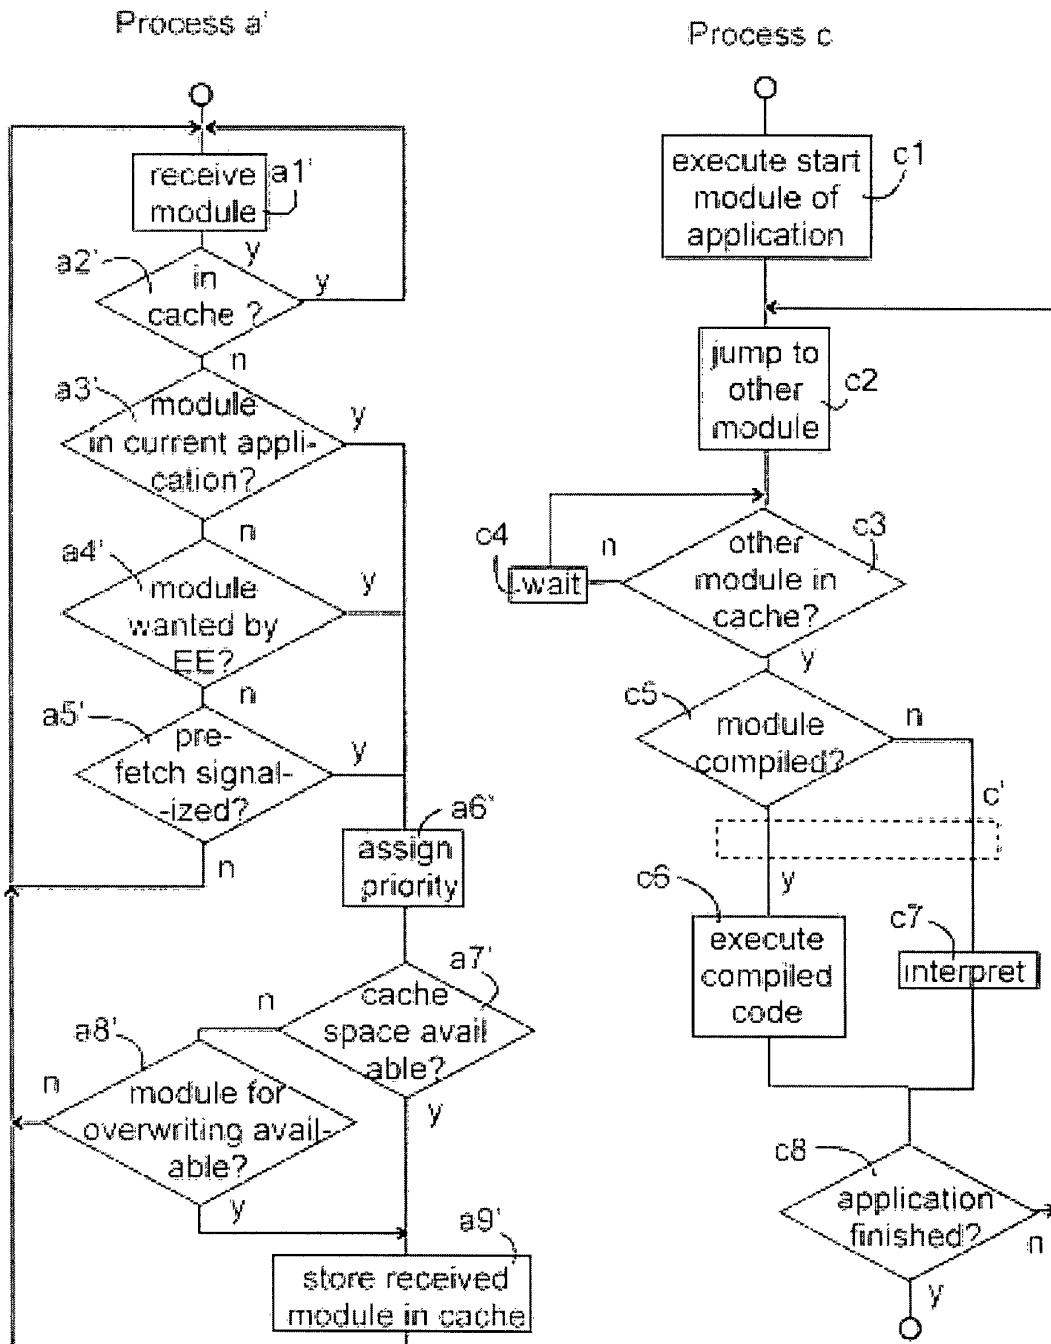 Process a'
receive
module
a1'
y
a2'
in
cache ?
y
n
a3'
module
in current appli-
cation?
y
n
a4'
module
wanted by
EE?
y
n
a5'
pre-
fetch signal-
-ized?
y
n
a6'
assign
priority
a7'
cache
space avail
able?
n
y
a8'
module for
overwriting avail-
able?
n
y
a9'
store received
module in cache
Process c
execute start
module of
application
c1
jump to
other
module
c2
c3
other
module in
cache?
n
c4
wait
y
c5
module
compiled?
n
c'
y
c6
execute
compiled
code
c7
interpret
c8
application
finished?
n
y